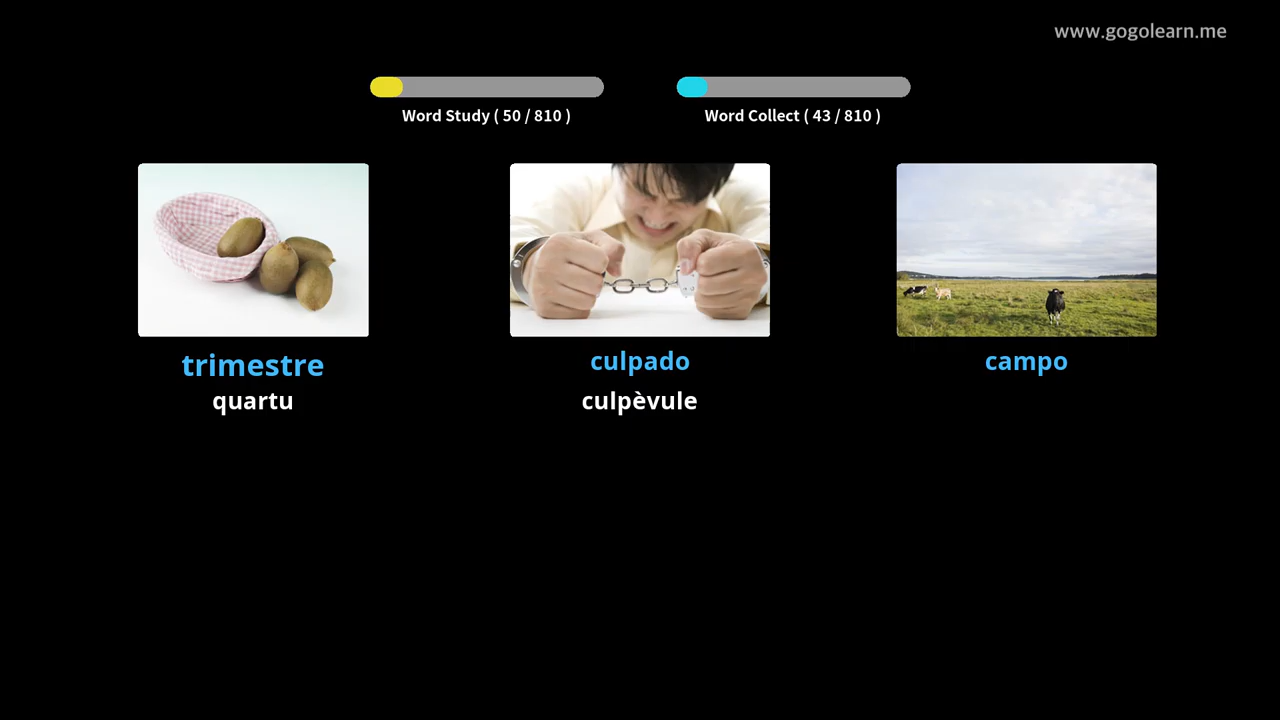 www.gogolearn.me
Word Study ( 50 / 810 )
Word Collect ( 43 / 810 )
trimestre
quartu
culpado
culpèvule
campo